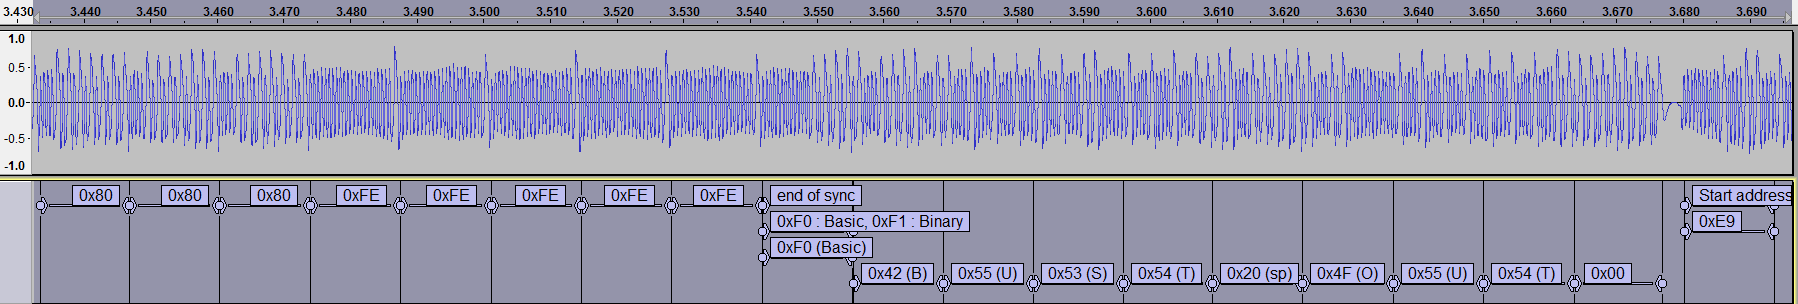 3.430 3.440 3.450 3.460 3.470 3.480 3.490 3.500 3.510 3.520 3.530 3.540 3.550 3.560 3.570 3.580 3.590 3.600 3.610 3.620 3.630 3.640 3.650 3.660 3.670 3.680 3.690
1.0
0.5
0.0
-0.5
-1.0
0x80 0x80 0x80 0xFE 0xFE 0xFE 0xFE 0xFE end of sync Start address
0xF0 : Basic, 0xF1 : Binary 0xE9
0xF0 (Basic)
0x42 (B) 0x55 (U) 0x53 (S) 0x54 (T) 0x20 (sp) 0x4F (O) 0x55 (U) 0x54 (T) 0x00